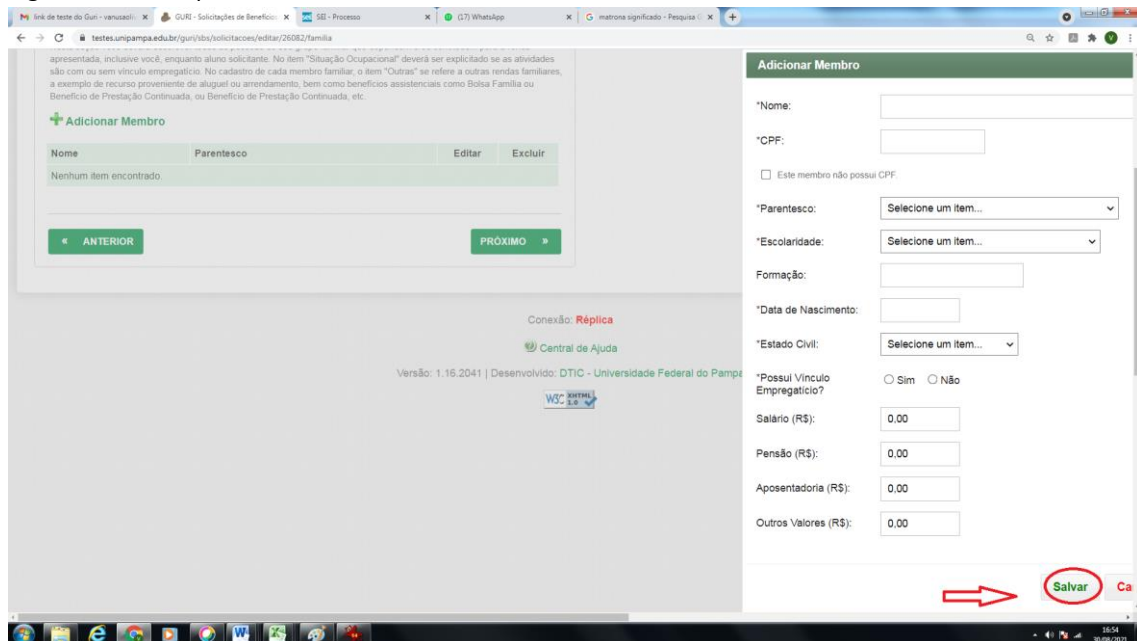 link de teste do Guri - vanusaoli
GURI - Solicitações de Benefício
SEI - Processo
(17) WhatsApp
matrona significado - Pesquisa G
testes.unipampa.edu.br/guri/sbs/solicitacoes/editar/26082/familia
apresentada, inclusive você, enquanto aluno solicitante. No item "Situação Ocupacional" deverá ser explicitado se as atividades
são com ou sem vínculo empregatício. No cadastro de cada membro familiar, o item "Outras" se refere a outras rendas familiares,
a exemplo de recurso proveniente de aluguel ou arrendamento, bem como benefícios assistenciais como Bolsa Família ou
Benefício de Prestação Continuada, ou Benefício de Prestação Continuada, etc.
Adicionar Membro
Nome Parentesco Editar Excluir
Nenhum item encontrado.
« ANTERIOR
PRÓXIMO »
Conexão: Réplica
Central de Ajuda
Versão: 1.16.2041 | Desenvolvido: DTIC - Universidade Federal do Pampa
W3C XHTML 1.0
Adicionar Membro
*Nome:
*CPF:
Este membro não possui CPF.
*Parentesco: Selecione um item...
*Escolaridade: Selecione um item...
Formação:
*Data de Nascimento:
*Estado Civil: Selecione um item...
*Possui Vínculo
Empregatício?
Sim Não
Salário (R$): 0,00
Pensão (R$): 0,00
Aposentadoria (R$): 0,00
Outros Valores (R$): 0,00
Salvar Ca
16:54
30/08/2021